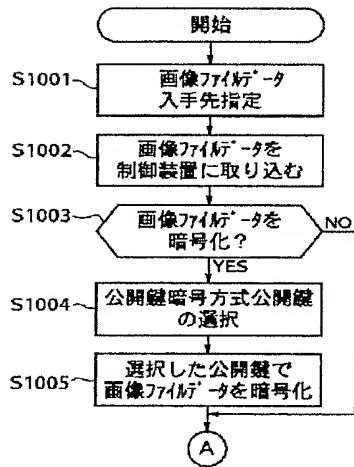 開始
S1001
画像ファイルデータ
入手先指定
S1002
画像ファイルデータを
制御装置に取り込む
S1003
画像ファイルデータを
暗号化？
NO
YES
S1004
公開鍵暗号方式公開鍵
の選択
S1005
選択した公開鍵で
画像ファイルデータを暗号化
A